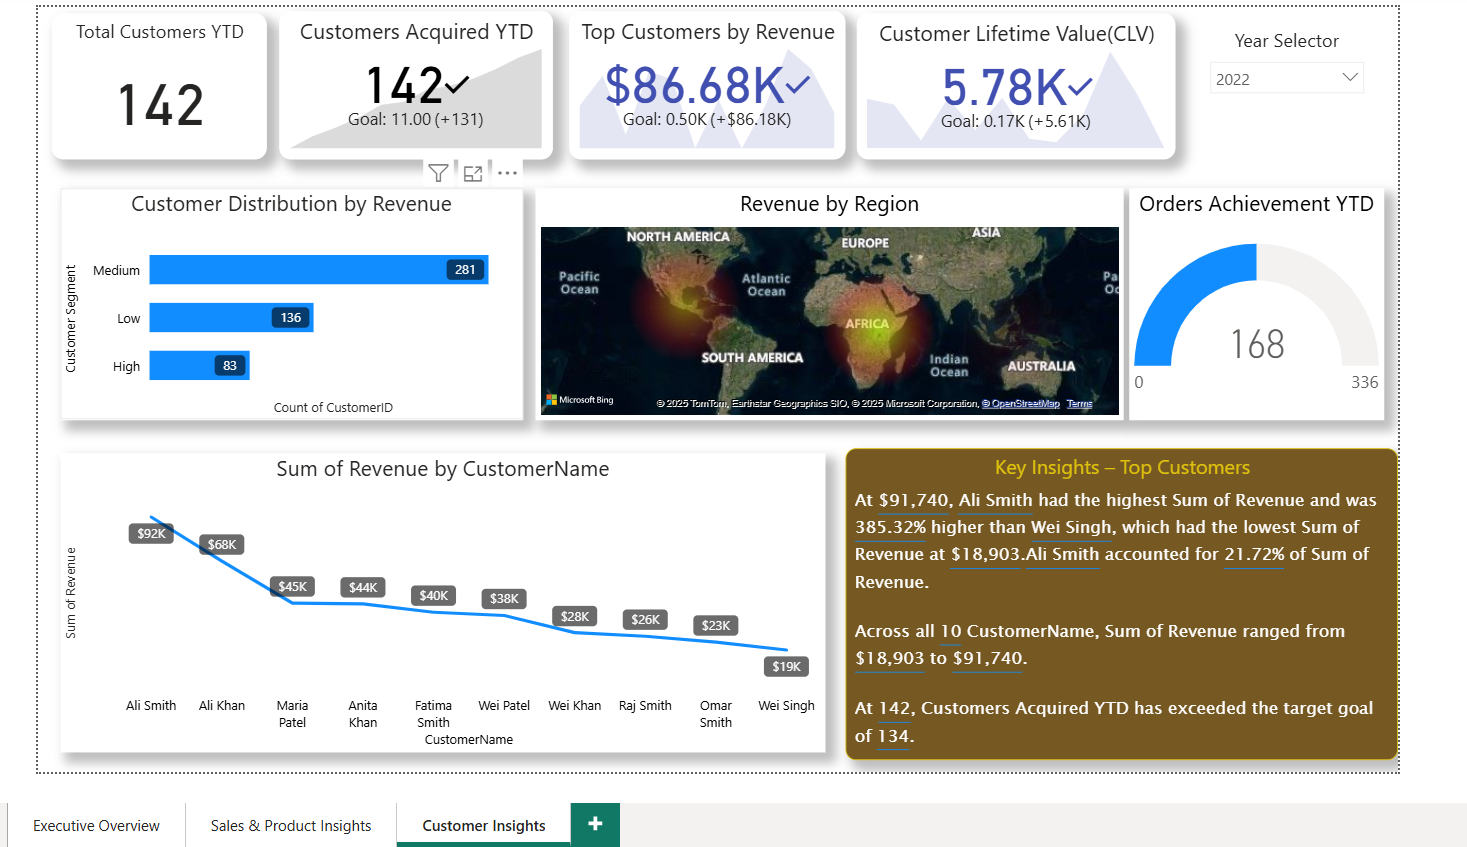 Total Customers YTD
142
Customers Acquired YTD
142
Goal: 11.00 (+131)
Top Customers by Revenue
$86.68K
Goal: 0.50K (+$86.18K)
Customer Lifetime Value(CLV)
5.78K
Goal: 0.17K (+5.61K)
Year Selector
2022
Customer Distribution by Revenue
Customer Segment
Medium
281
Low
136
High
83
Count of CustomerID
Revenue by Region
NORTH AMERICA
EUROPE
ASIA
Pacific
Ocean
Atlantic
Ocean
Pa
Oc
AFRICA
SOUTH AMERICA
Indian
Ocean
AUSTRALIA
Microsoft Bing
© 2025 TomTom, Earthstar Geographics SIO, © 2025 Microsoft Corporation, © OpenStreetMap Terms
Orders Achievement YTD
168
0
336
Sum of Revenue by CustomerName
Sum of Revenue
$92K
$68K
$45K
$44K
$40K
$38K
$28K
$26K
$23K
$19K
Ali Smith
Ali Khan
Maria
Patel
Anita
Khan
Fatima
Smith
Wei Patel
Wei Khan
Raj Smith
Omar
Smith
Wei Singh
CustomerName
Key Insights – Top Customers
At $91,740, Ali Smith had the highest Sum of Revenue and was
385.32% higher than Wei Singh, which had the lowest Sum of
Revenue at $18,903.Ali Smith accounted for 21.72% of Sum of
Revenue.
Across all 10 CustomerName, Sum of Revenue ranged from
$18,903 to $91,740.
At 142, Customers Acquired YTD has exceeded the target goal
of 134.
Executive Overview
Sales & Product Insights
Customer Insights
+